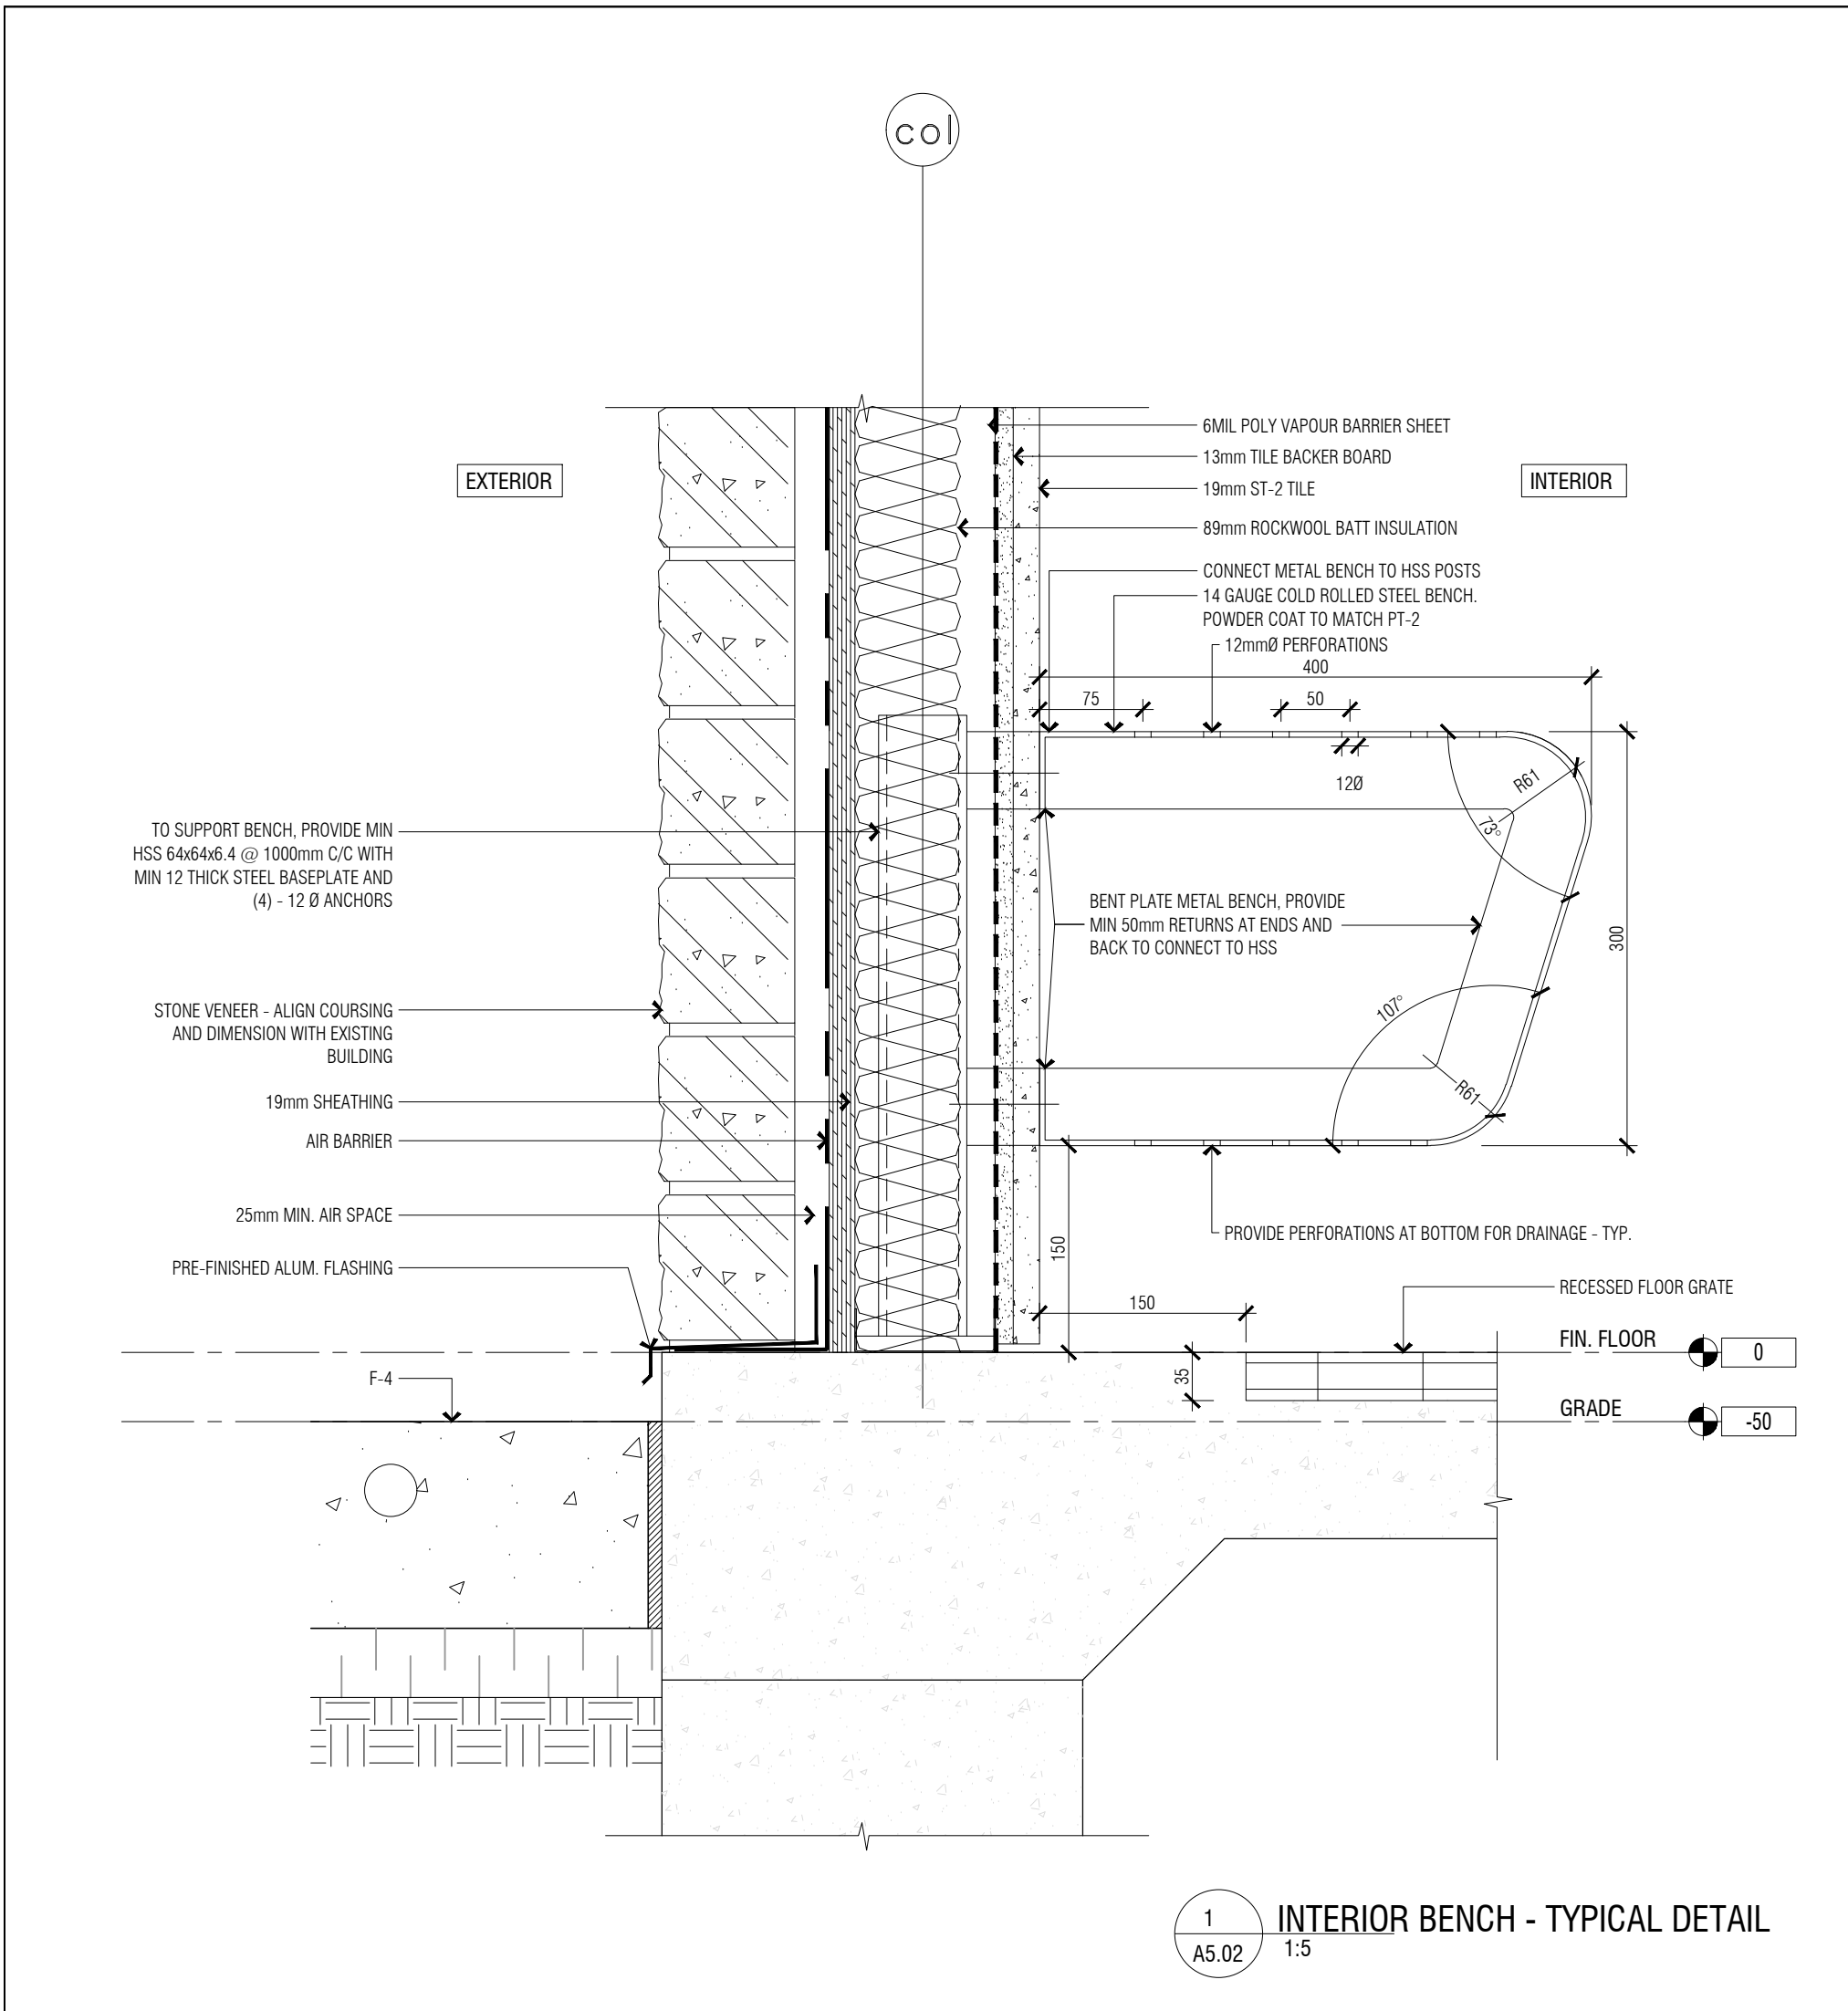 col
EXTERIOR
INTERIOR
6MIL POLY VAPOUR BARRIER SHEET
13mm TILE BACKER BOARD
19mm ST-2 TILE
89mm ROCKWOOL BATT INSULATION
CONNECT METAL BENCH TO HSS POSTS
14 GAUGE COLD ROLLED STEEL BENCH.
POWDER COAT TO MATCH PT-2
12mmØ PERFORATIONS
400
75
50
12Ø
R61
73°
300
TO SUPPORT BENCH, PROVIDE MIN
HSS 64x64x6.4 @ 1000mm C/C WITH
MIN 12 THICK STEEL BASEPLATE AND
(4) - 12 Ø ANCHORS
BENT PLATE METAL BENCH, PROVIDE
MIN 50mm RETURNS AT ENDS AND
BACK TO CONNECT TO HSS
107°
R61
STONE VENEER - ALIGN COURSING
AND DIMENSION WITH EXISTING
BUILDING
19mm SHEATHING
AIR BARRIER
25mm MIN. AIR SPACE
PRE-FINISHED ALUM. FLASHING
150
PROVIDE PERFORATIONS AT BOTTOM FOR DRAINAGE - TYP.
150
RECESSED FLOOR GRATE
FIN. FLOOR
0
35
F-4
GRADE
-50
1
A5.02
INTERIOR BENCH - TYPICAL DETAIL
1:5